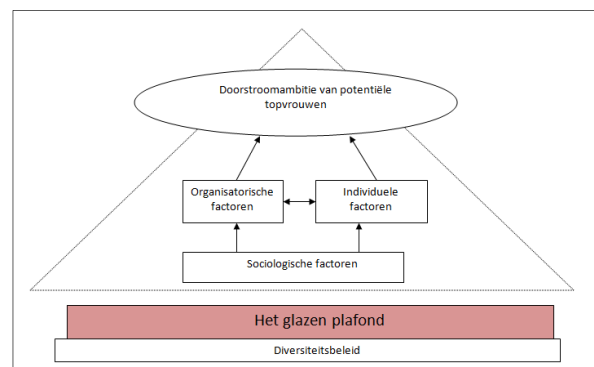 Doorstroomambitie van potentiële
topvrouwen
Organisatorische
factoren
Individuele
factoren
Sociologische factoren
Het glazen plafond
Diversiteitsbeleid